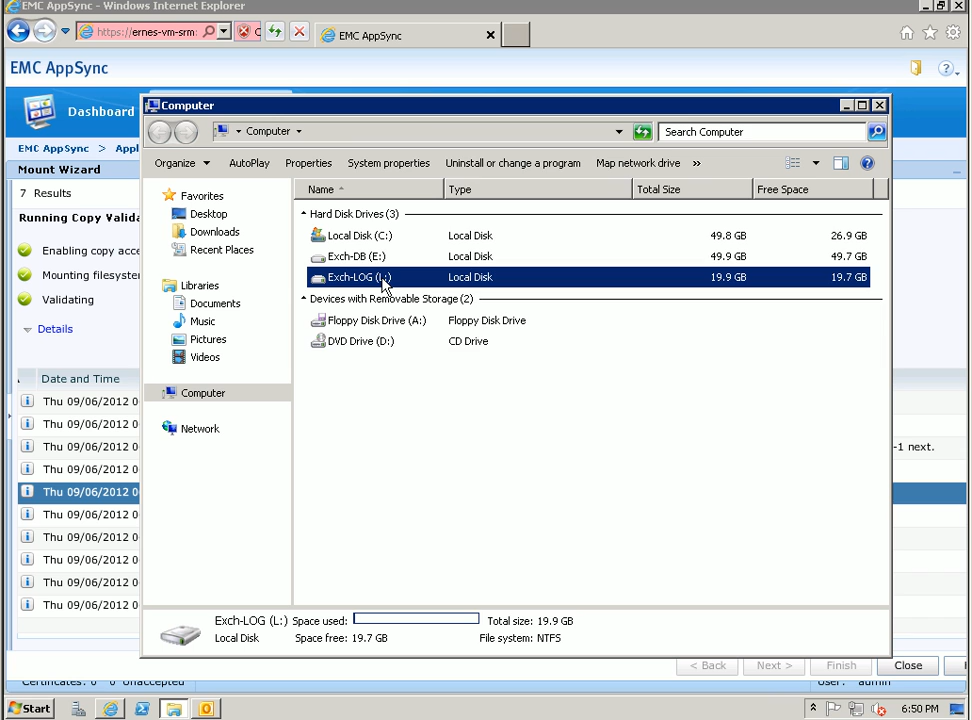 EMC AppSync - Windows Internet Explorer
https://ernes-vm-srm:
EMC AppSync
EMC AppSync
Dashboard
EMC AppSync > Appl
Mount Wizard
7 Results
Running Copy Valida
Enabling copy acce
Mounting filesyster
Validating
Details
Date and Time
Thu 09/06/2012 0
Thu 09/06/2012 0
Thu 09/06/2012 0
-1 next.
Thu 09/06/2012 0
Thu 09/06/2012 0
Thu 09/06/2012 0
Thu 09/06/2012 0
Thu 09/06/2012 0
Thu 09/06/2012 0
Thu 09/06/2012 0
Computer
Computer
Search Computer
Organize AutoPlay Properties System properties Uninstall or change a program Map network drive »
Favorites
Desktop
Downloads
Recent Places
Libraries
Documents
Music
Pictures
Videos
Computer
Network
Name Type Total Size Free Space
Hard Disk Drives (3)
Local Disk (C:) Local Disk 49.8 GB 26.9 GB
Exch-DB (E:) Local Disk 49.9 GB 49.7 GB
Exch-LOG (L:) Local Disk 19.9 GB 19.7 GB
Devices with Removable Storage (2)
Floppy Disk Drive (A:) Floppy Disk Drive
DVD Drive (D:) CD Drive
Exch-LOG (L:) Space used: Total size: 19.9 GB
Local Disk Space free: 19.7 GB File system: NTFS
< Back Next > Finish Close
Certificates: 0 0 Unaccepted
User: admin
Start
6:50 PM